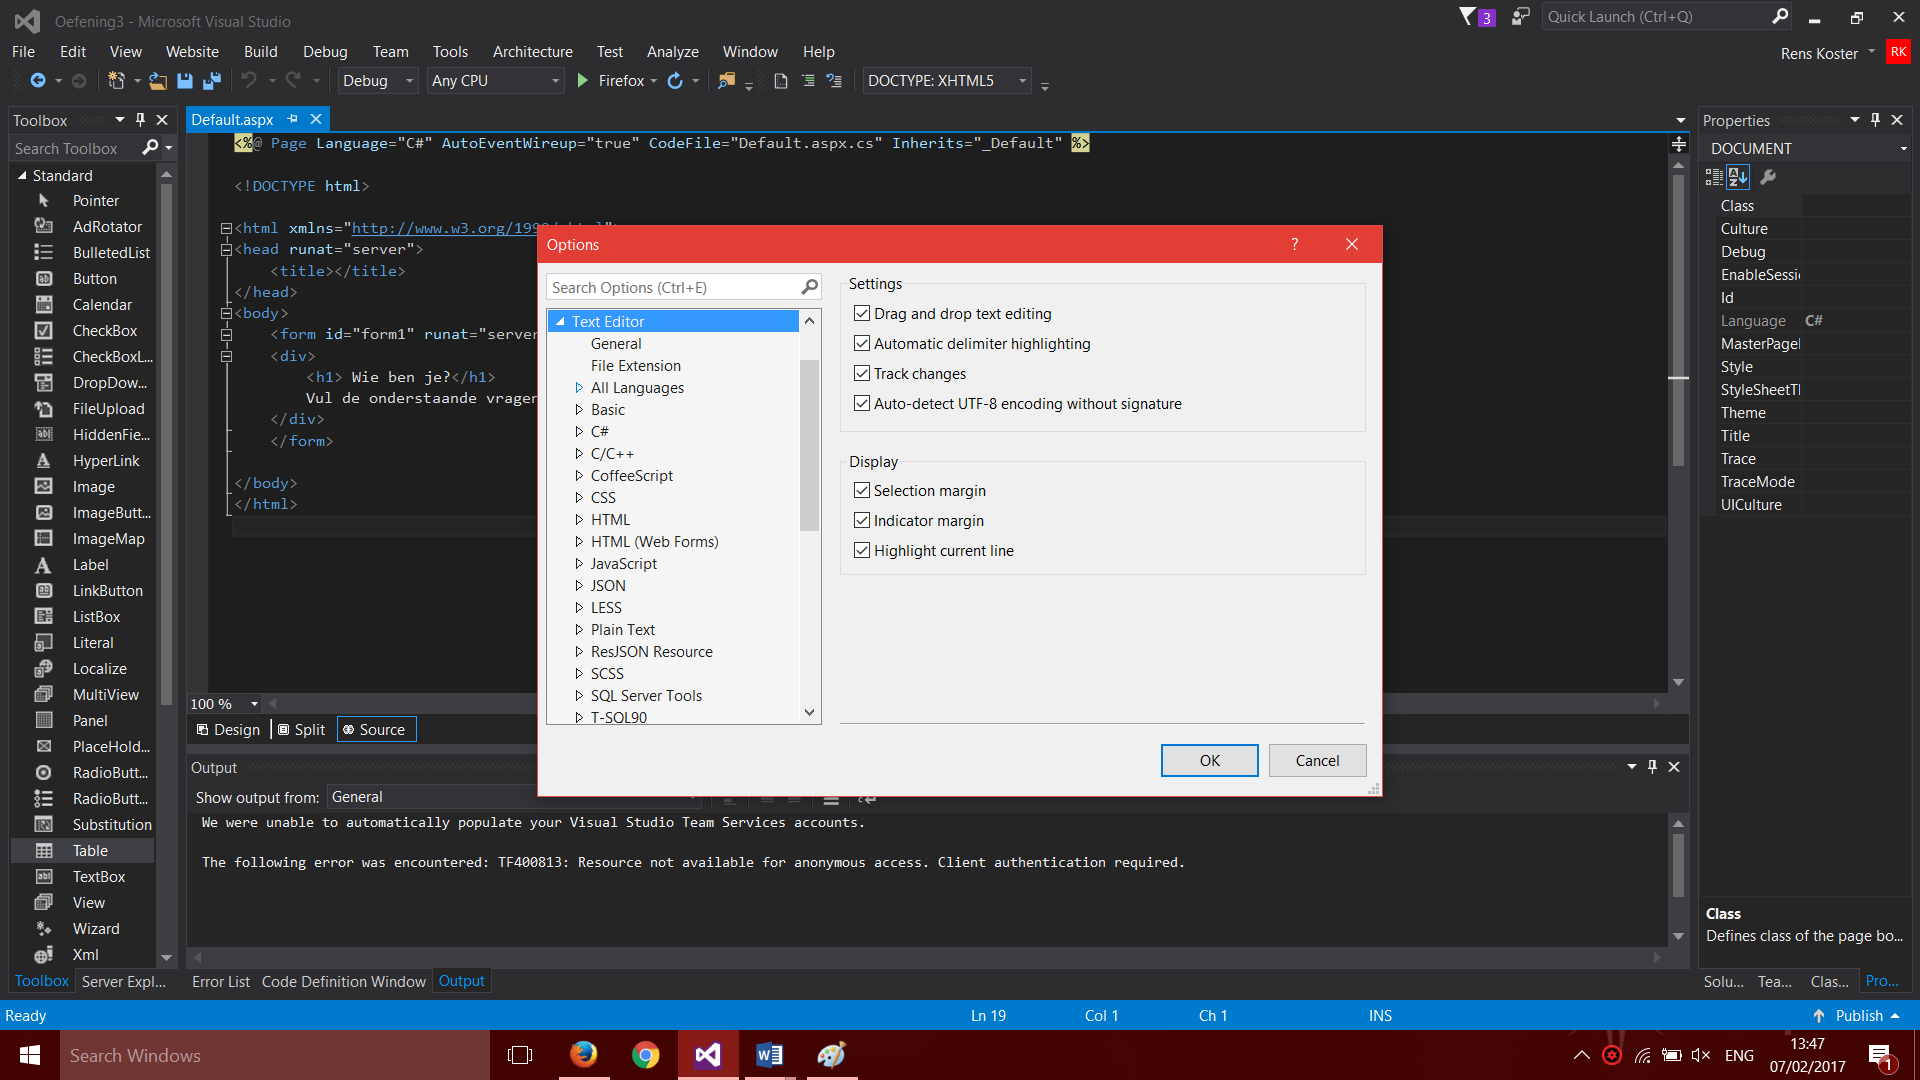 Oefening3 - Microsoft Visual Studio
3
Quick Launch (Ctrl+Q)
File Edit View Website Build Debug Team Tools Architecture Test Analyze Window Help
Rens Koster
RK
Debug
Any CPU
Firefox
DOCTYPE: XHTML5
Toolbox
Search Toolbox
Standard
Pointer
AdRotator
BulletedList
Button
Calendar
CheckBox
CheckBoxL...
DropDow...
FileUpload
HiddenFie...
HyperLink
Image
ImageButt...
ImageMap
Label
LinkButton
ListBox
Literal
Localize
MultiView
Panel
PlaceHold...
RadioButt...
RadioButt...
Substitution
Table
TextBox
View
Wizard
Xml
Toolbox
Server Expl...
Default.aspx
<%@ Page Language="C#" AutoEventWireup="true" CodeFile="Default.aspx.cs" Inherits="_Default" %>
<!DOCTYPE html>
<html xmlns="http://www.w3.org/199
<head runat="server">
<title></title>
</head>
<body>
<form id="form1" runat="server
<div>
<h1> Wie ben je?</h1>
Vul de onderstaande vragen
</div>
</form>
</body>
</html>
100 %
Design
Split
Source
Options
?
Search Options (Ctrl+E)
Text Editor
General
File Extension
All Languages
Basic
C#
C/C++
CoffeeScript
CSS
HTML
HTML (Web Forms)
JavaScript
JSON
LESS
Plain Text
ResJSON Resource
SCSS
SQL Server Tools
T-SQL90
Settings
Drag and drop text editing
Automatic delimiter highlighting
Track changes
Auto-detect UTF-8 encoding without signature
Display
Selection margin
Indicator margin
Highlight current line
OK
Cancel
Output
Show output from: General
We were unable to automatically populate your Visual Studio Team Services accounts.
The following error was encountered: TF400813: Resource not available for anonymous access. Client authentication required.
Error List
Code Definition Window
Output
Properties
DOCUMENT
Class
Culture
Debug
EnableSessi
Id
Language C#
MasterPage
Style
StyleSheetT
Theme
Title
Trace
TraceMode
UICulture
Class
Defines class of the page bo...
Solu...
Tea...
Clas...
Pro...
Ready
Ln 19
Col 1
Ch 1
INS
Publish
Search Windows
ENG
13:47
07/02/2017
1